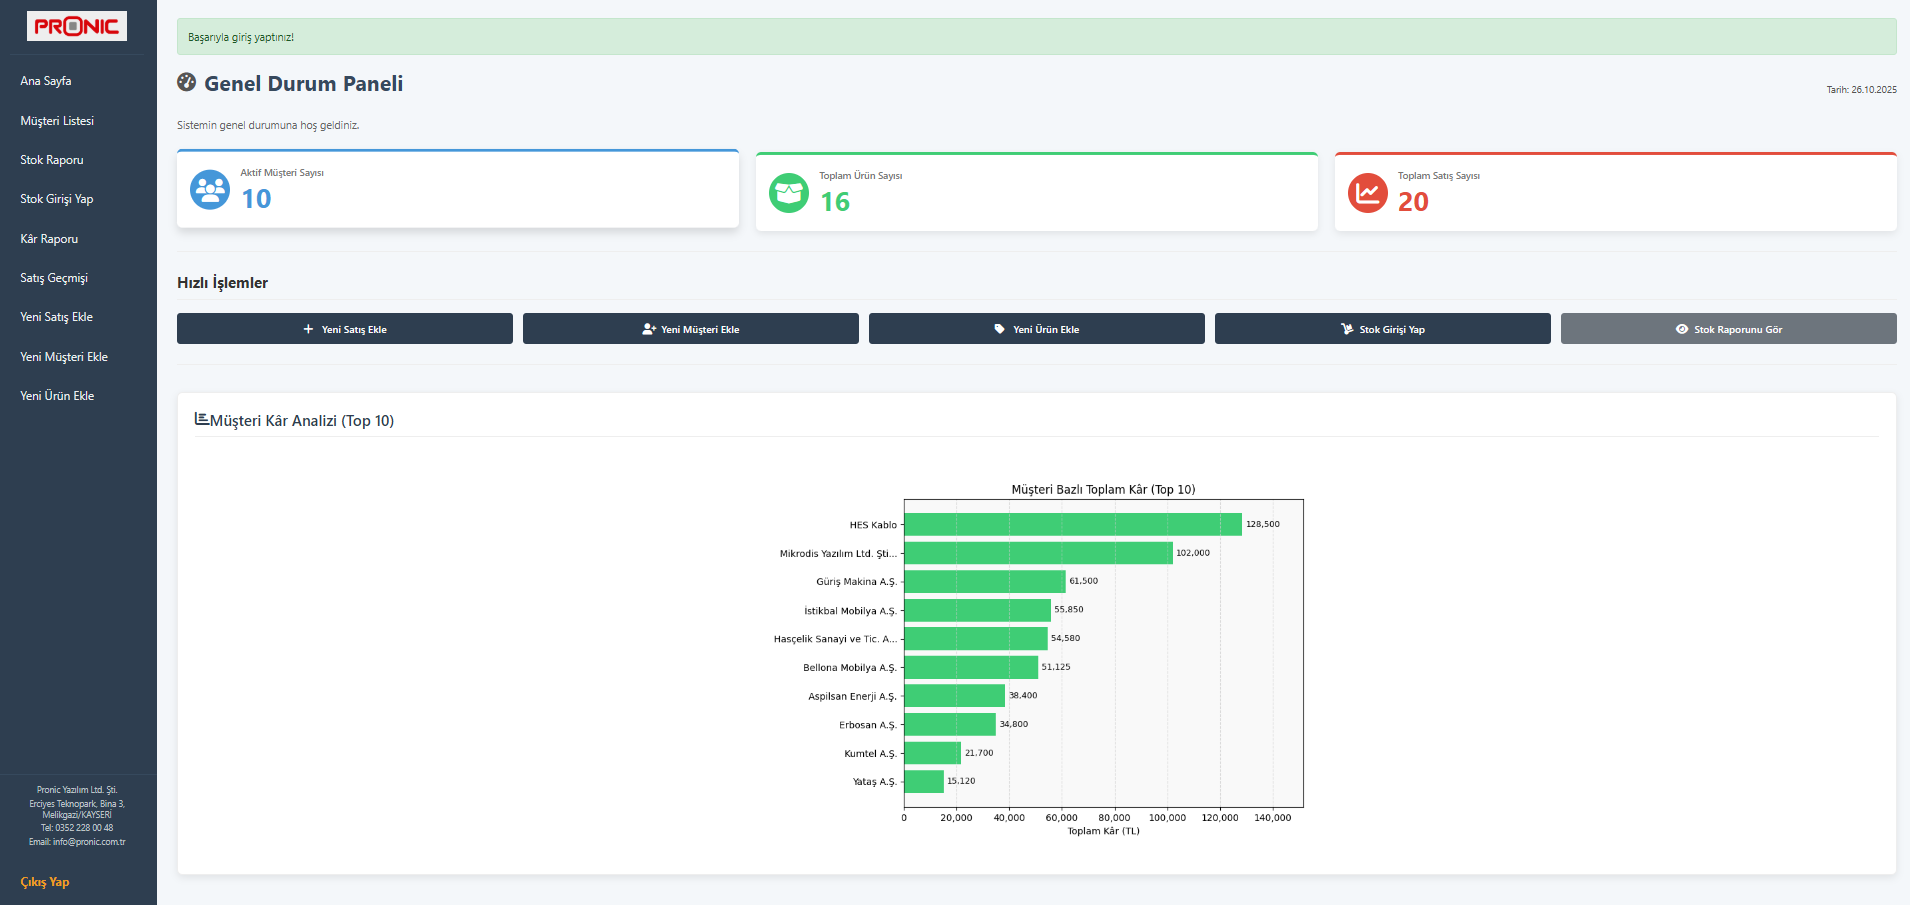 PRONIC
Ana Sayfa
Müşteri Listesi
Stok Raporu
Stok Girişi Yap
Kâr Raporu
Satış Geçmişi
Yeni Satış Ekle
Yeni Müşteri Ekle
Yeni Ürün Ekle
Pronic Yazılım Ltd. Şti.
Erciyes Teknopark, Bina 3,
Melikgazi/KAYSERİ
Tel: 0352 228 00 48
Email: info@pronic.com.tr
Çıkış Yap
Başarıyla giriş yaptınız!
Genel Durum Paneli
Tarih: 26.10.2025
Sistemin genel durumuna hoş geldiniz.
Aktif Müşteri Sayısı
10
Toplam Ürün Sayısı
16
Toplam Satış Sayısı
20
Hızlı İşlemler
Yeni Satış Ekle
Yeni Müşteri Ekle
Yeni Ürün Ekle
Stok Girişi Yap
Stok Raporunu Gör
Müşteri Kâr Analizi (Top 10)
Müşteri Bazlı Toplam Kâr (Top 10)
HES Kablo 128,500
Mikrodis Yazılım Ltd. Şti... 102,000
Güriş Makina A.Ş. 61,500
İstikbal Mobilya A.Ş. 55,850
Hasçelik Sanayi ve Tic. A... 54,580
Bellona Mobilya A.Ş. 51,125
Aspilsan Enerji A.Ş. 38,400
Erbosan A.Ş. 34,800
Kumtel A.Ş. 21,700
Yataş A.Ş. 15,120
0 20,000 40,000 60,000 80,000 100,000 120,000 140,000
Toplam Kâr (TL)